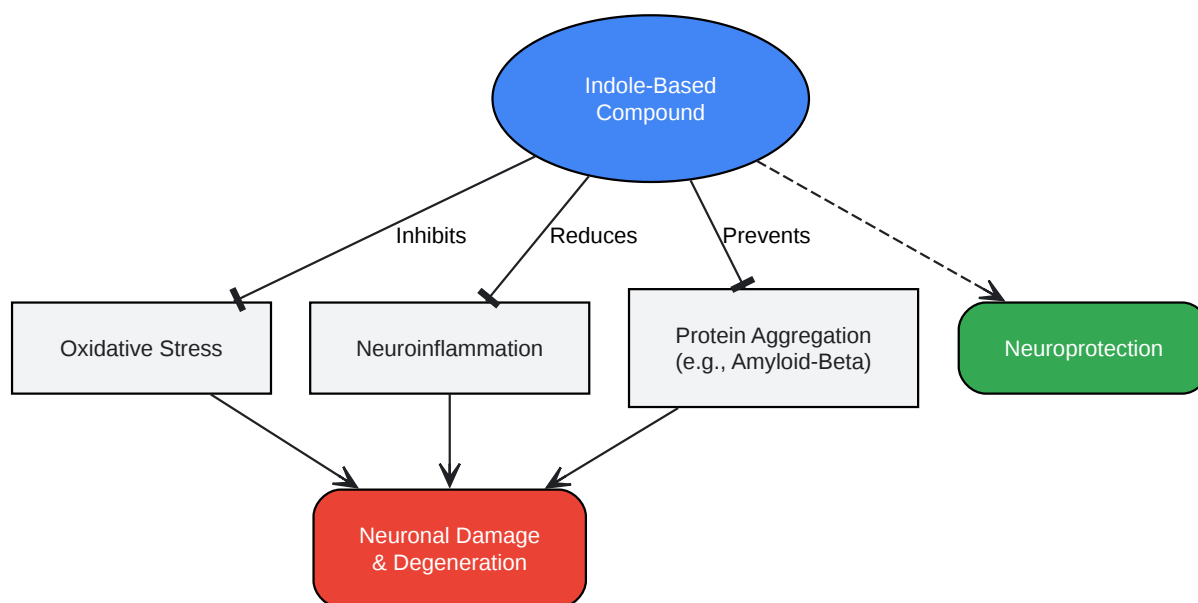 Indole-Based
Compound
Inhibits
Reduces
Prevents
Oxidative Stress
Neuroinflammation
Protein Aggregation
(e.g., Amyloid-Beta)
Neuroprotection
Neuronal Damage
& Degeneration